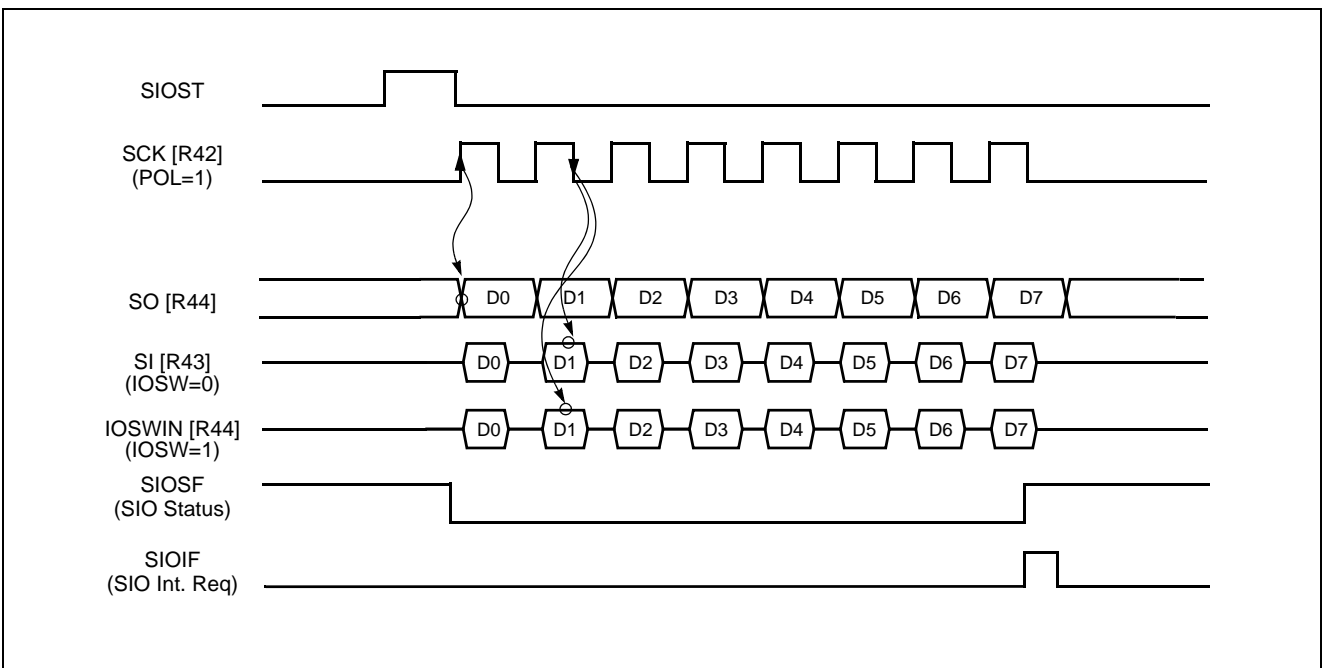 SIOST
SCK [R42]
(POL=1)
SO [R44]
D0 D1 D2 D3 D4 D5 D6 D7
SI [R43]
(IOSW=0)
D0 D1 D2 D3 D4 D5 D6 D7
IOSWIN [R44]
(IOSW=1)
D0 D1 D2 D3 D4 D5 D6 D7
SIOSF
(SIO Status)
SIOIF
(SIO Int. Req)